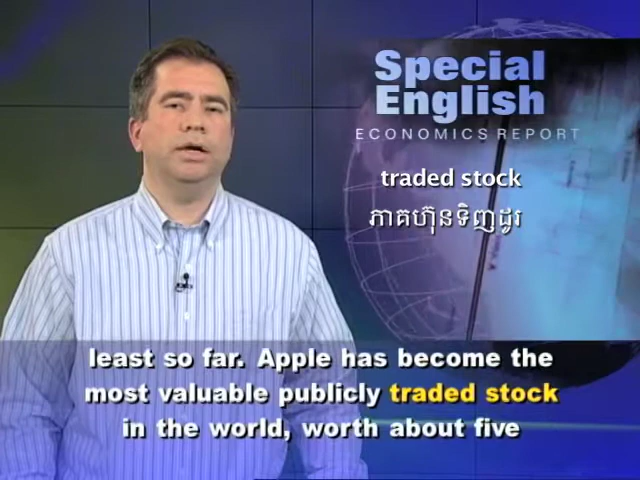 Special
English
ECONOMICS REPORT
traded stock
ភាគហ៊ុនទិញដូរ
least so far. Apple has become the
most valuable publicly traded stock
in the world, worth about five